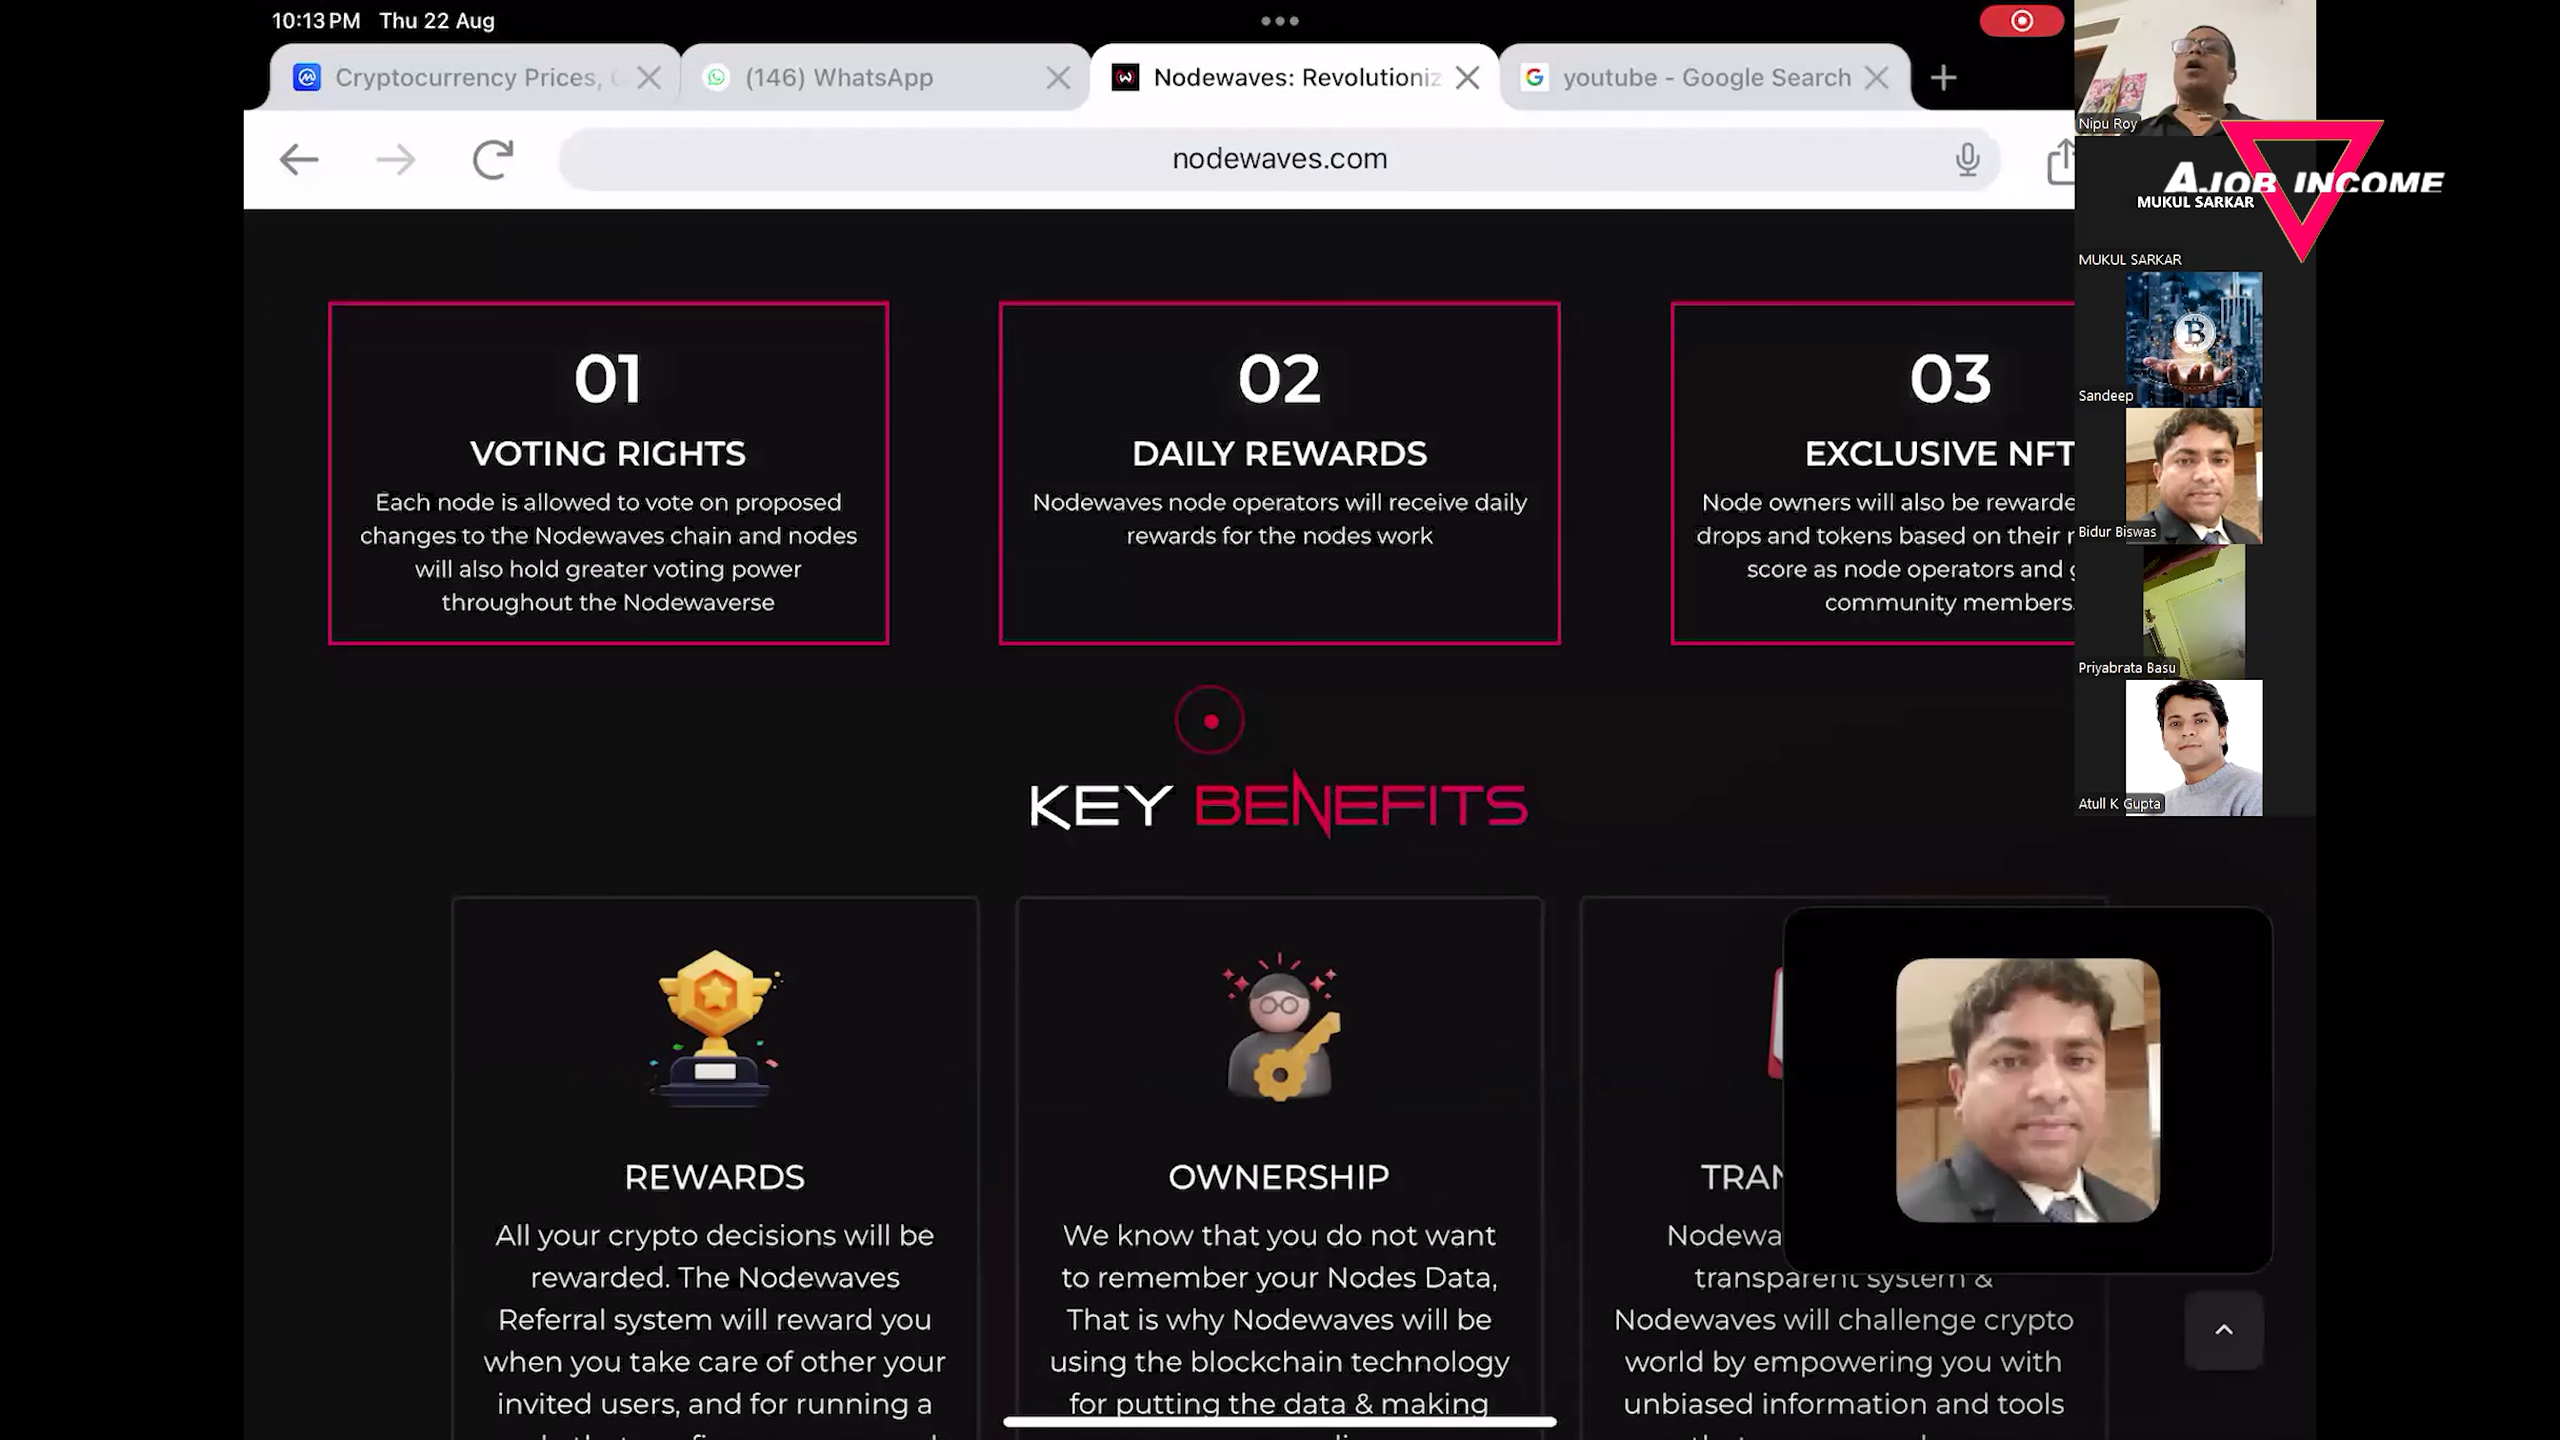 10:13 PM Thu 22 Aug
Cryptocurrency Prices,
(146) WhatsApp
Nodewaves: Revolutioniz
youtube - Google Search
nodewaves.com
Nipu Roy
AJOB INCOME
MUKUL SARKAR
MUKUL SARKAR
Sandeep
Bidur Biswas
Priyabrata Basu
Atull K Gupta
01
VOTING RIGHTS
Each node is allowed to vote on proposed
changes to the Nodewaves chain and nodes
will also hold greater voting power
throughout the Nodewaverse
02
DAILY REWARDS
Nodewaves node operators will receive daily
rewards for the nodes work
03
EXCLUSIVE NFT
Node owners will also be rewarde
drops and tokens based on their
score as node operators and
community members.
KEY BENEFITS
REWARDS
All your crypto decisions will be
rewarded. The Nodewaves
Referral system will reward you
when you take care of other your
invited users, and for running a
OWNERSHIP
We know that you do not want
to remember your Nodes Data,
That is why Nodewaves will be
using the blockchain technology
for putting the data & making
TRAN
Nodewa
transparent system &
Nodewaves will challenge crypto
world by empowering you with
unbiased information and tools